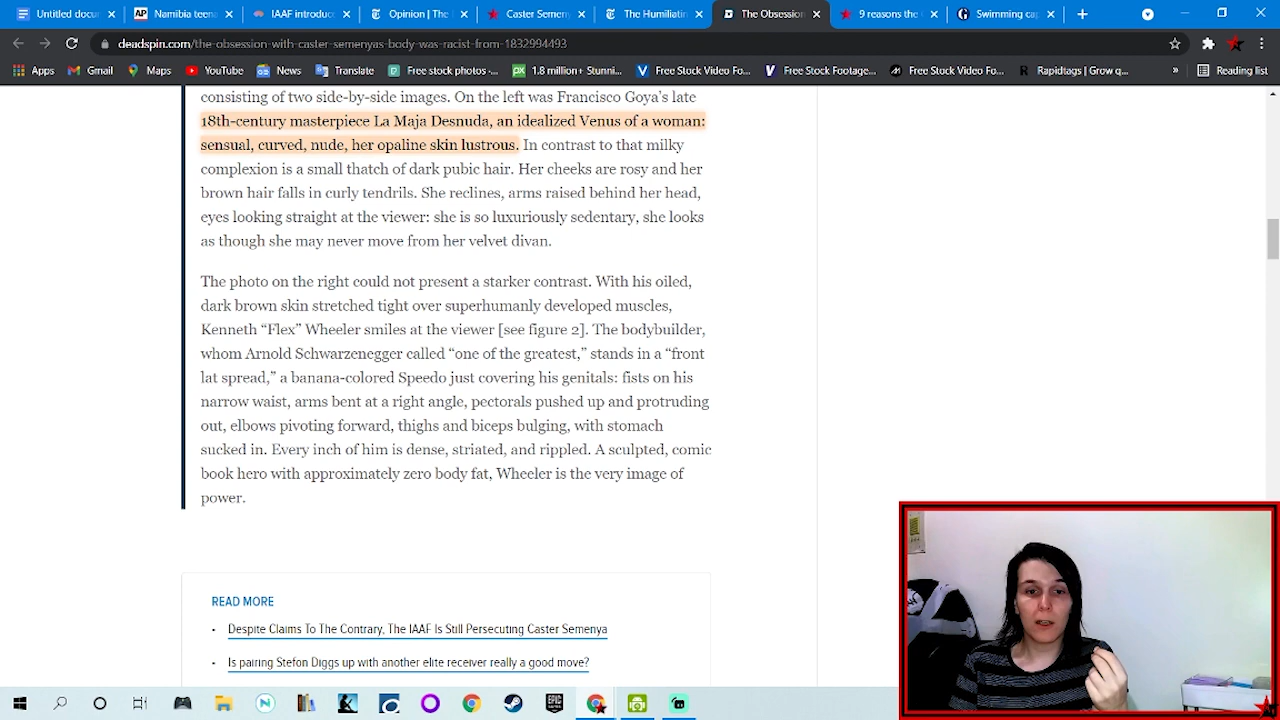 Untitled docum
Namibia teena
IAAF introduc
Opinion | The
Caster Semeny
The Humiliatin
The Obsession
9 reasons the
Swimming cap
deadspin.com/the-obsession-with-caster-semenyas-body-was-racist-from-1832994493
Apps
Gmail
Maps
YouTube
News
Translate
Free stock photos -...
1.8 million+ Stunni...
Free Stock Video Fo...
Free Stock Footage...
Free Stock Video Fo...
Rapidtags | Grow q...
»
Reading list
consisting of two side-by-side images. On the left was Francisco Goya's late
18th-century masterpiece La Maja Desnuda, an idealized Venus of a woman:
sensual, curved, nude, her opaline skin lustrous. In contrast to that milky
complexion is a small thatch of dark pubic hair. Her cheeks are rosy and her
brown hair falls in curly tendrils. She reclines, arms raised behind her head,
eyes looking straight at the viewer: she is so luxuriously sedentary, she looks
as though she may never move from her velvet divan.
The photo on the right could not present a starker contrast. With his oiled,
dark brown skin stretched tight over superhumanly developed muscles,
Kenneth “Flex” Wheeler smiles at the viewer [see figure 2]. The bodybuilder,
whom Arnold Schwarzenegger called “one of the greatest,” stands in a “front
lat spread,” a banana-colored Speedo just covering his genitals: fists on his
narrow waist, arms bent at a right angle, pectorals pushed up and protruding
out, elbows pivoting forward, thighs and biceps bulging, with stomach
sucked in. Every inch of him is dense, striated, and rippled. A sculpted, comic
book hero with approximately zero body fat, Wheeler is the very image of
power.
READ MORE
Despite Claims To The Contrary, The IAAF Is Still Persecuting Caster Semenya
Is pairing Stefon Diggs up with another elite receiver really a good move?